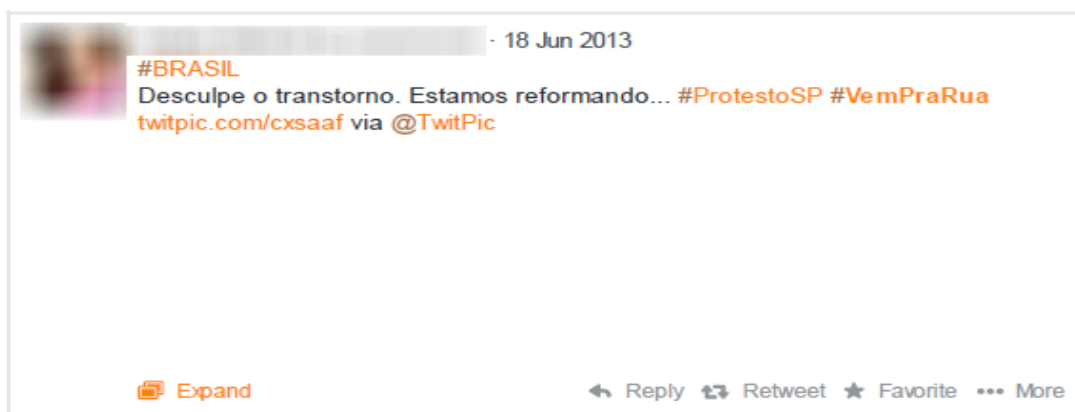 · 18 Jun 2013
#BRASIL
Desculpe o transtorno. Estamos reformando... #ProtestoSP #VemPraRua
twitpic.com/cxsaaf via @TwitPic
Expand Reply Retweet Favorite More